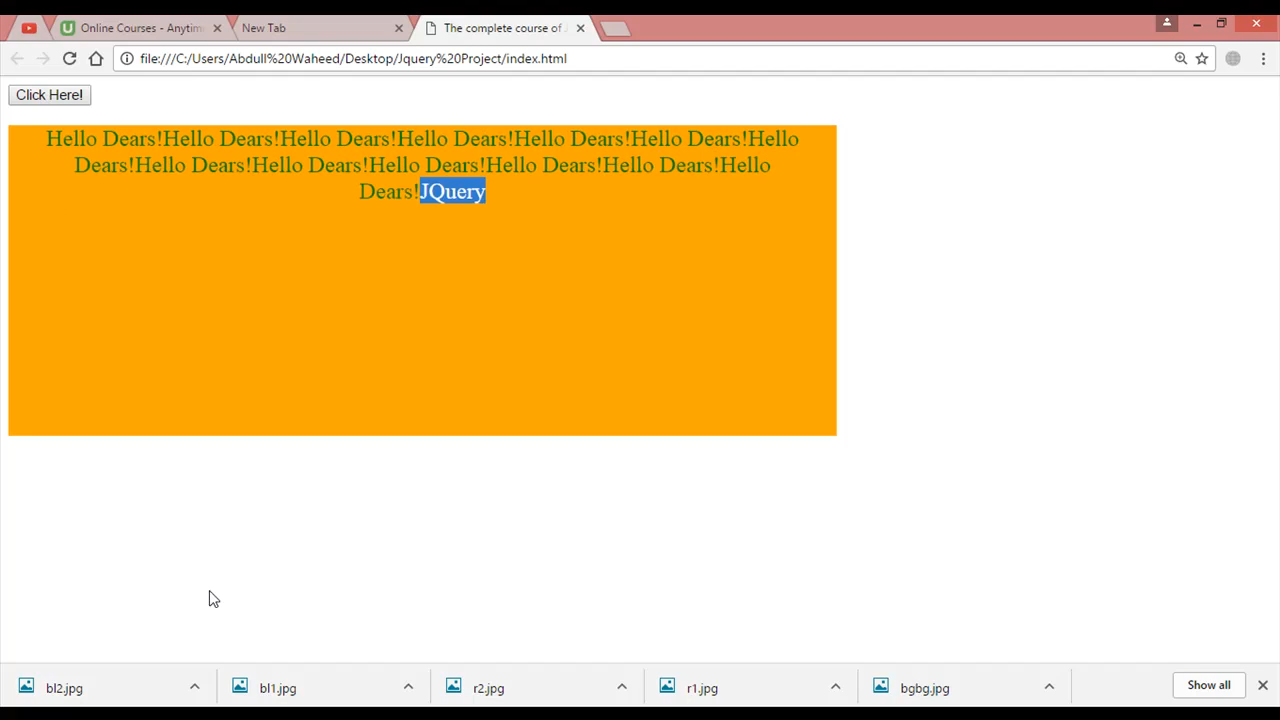 Online Courses - Anytim
New Tab
The complete course of J
file:///C:/Users/Abdull%20Waheed/Desktop/Jquery%20Project/index.html
Click Here!
Hello Dears!Hello Dears!Hello Dears!Hello Dears!Hello Dears!Hello Dears!Hello
Dears!Hello Dears!Hello Dears!Hello Dears!Hello Dears!Hello Dears!Hello
Dears!JQuery
bl2.jpg
bl1.jpg
r2.jpg
r1.jpg
bgbg.jpg
Show all